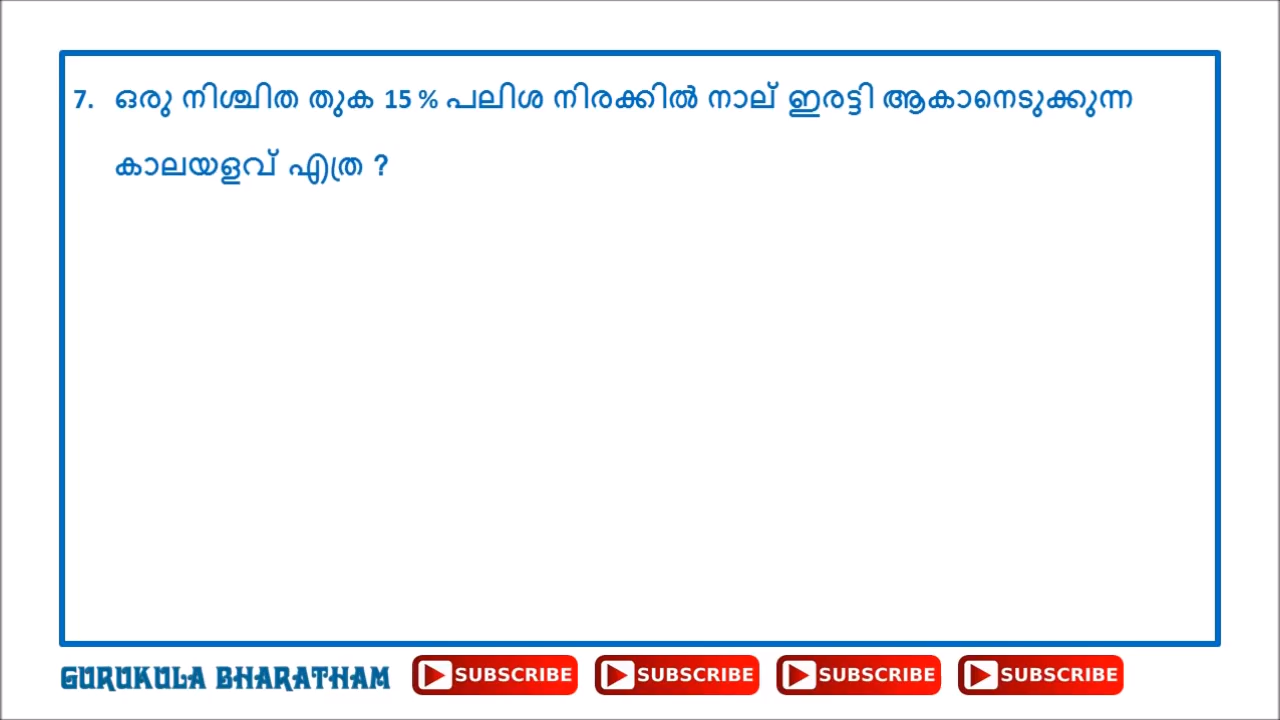 7. ഒരു നിശ്ചിത തുക 15 % പലിശ നിരക്കിൽ നാല് ഇരട്ടി ആകാനെടുക്കുന്ന
കാലയളവ് എത്ര ?
GURUKULA BHARATHAM SUBSCRIBE SUBSCRIBE SUBSCRIBE SUBSCRIBE